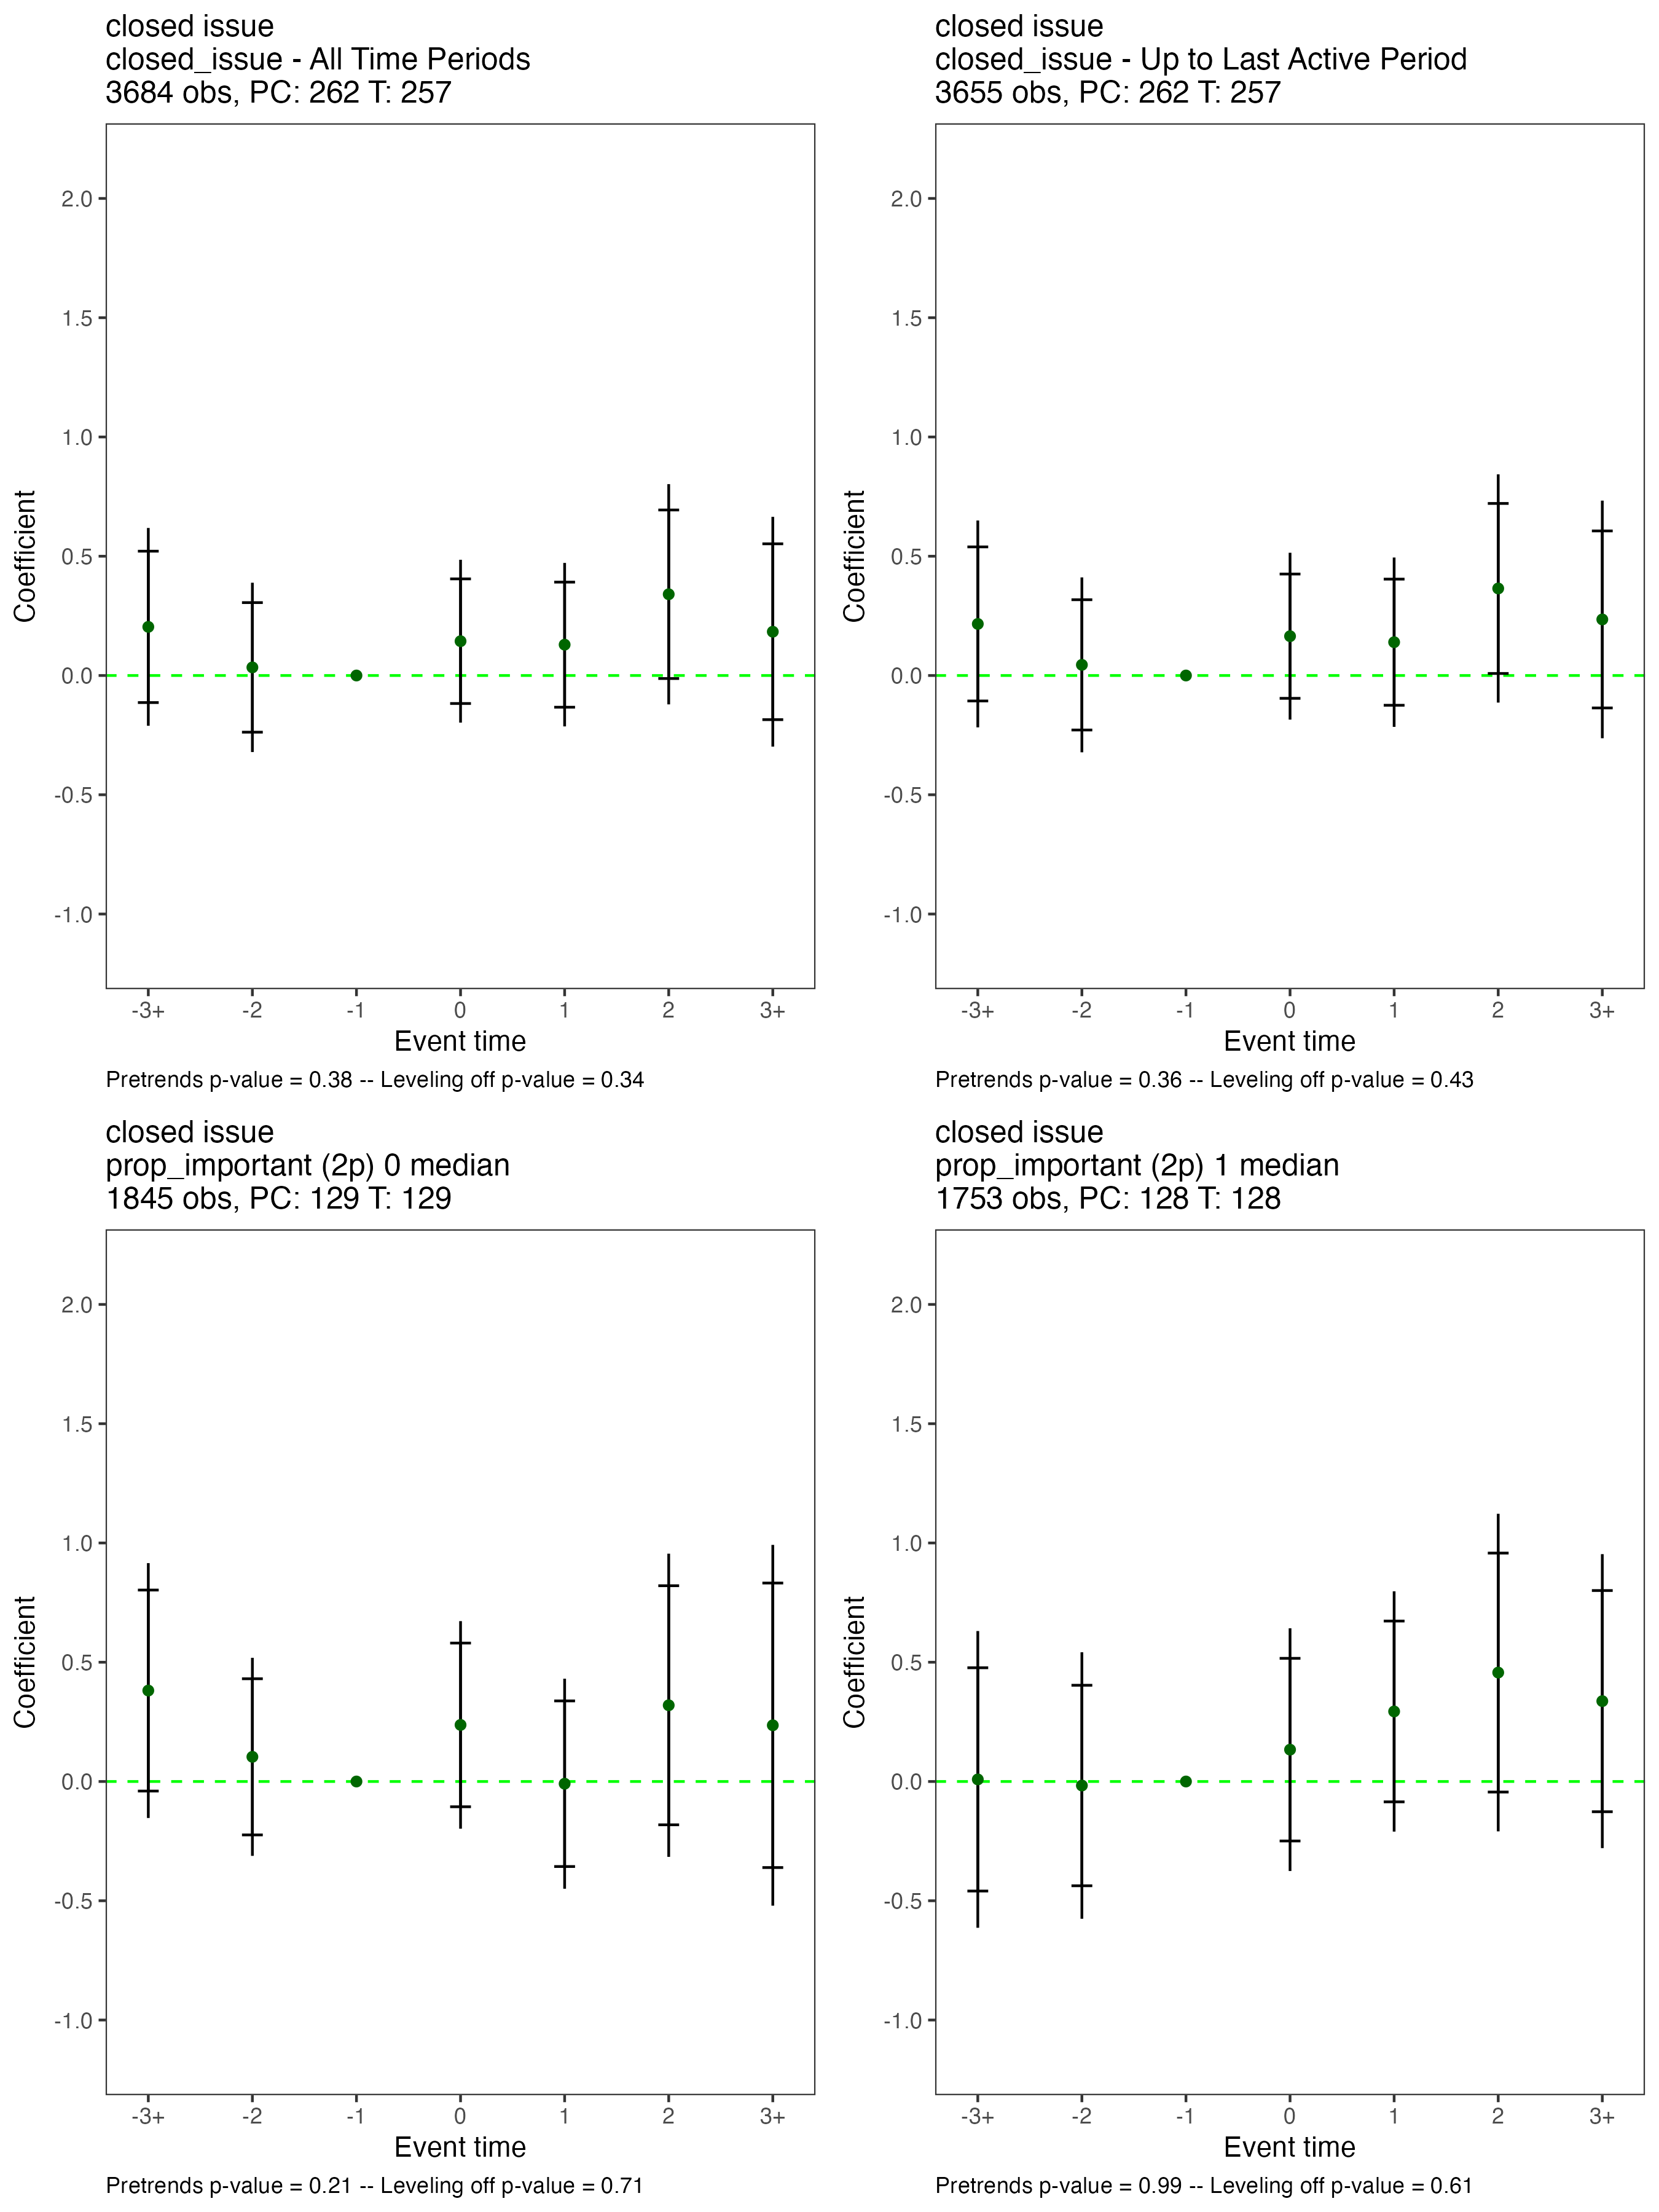 closed issue
closed_issue - All Time Periods
3684 obs, PC: 262 T: 257
Coefficient
2.0
1.5
1.0
0.5
0.0
-0.5
-1.0
-3+ -2 -1 0 1 2 3+
Event time
Pretrends p-value = 0.38 -- Leveling off p-value = 0.34
closed issue
closed_issue - Up to Last Active Period
3655 obs, PC: 262 T: 257
Coefficient
2.0
1.5
1.0
0.5
0.0
-0.5
-1.0
-3+ -2 -1 0 1 2 3+
Event time
Pretrends p-value = 0.36 -- Leveling off p-value = 0.43
closed issue
prop_important (2p) 0 median
1845 obs, PC: 129 T: 129
Coefficient
2.0
1.5
1.0
0.5
0.0
-0.5
-1.0
-3+ -2 -1 0 1 2 3+
Event time
Pretrends p-value = 0.21 -- Leveling off p-value = 0.71
closed issue
prop_important (2p) 1 median
1753 obs, PC: 128 T: 128
Coefficient
2.0
1.5
1.0
0.5
0.0
-0.5
-1.0
-3+ -2 -1 0 1 2 3+
Event time
Pretrends p-value = 0.99 -- Leveling off p-value = 0.61